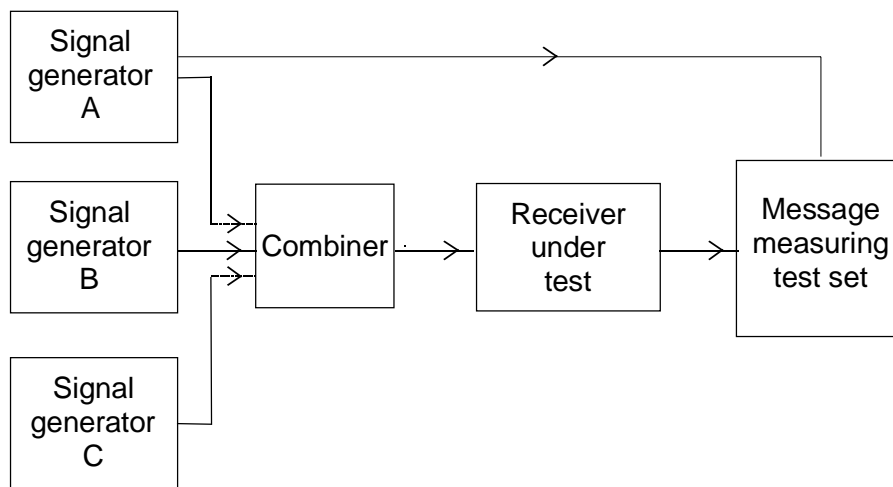 Signal
generator
A
Signal
generator
B
Signal
generator
C
Combiner
Receiver
under
test
Message
measuring
test set